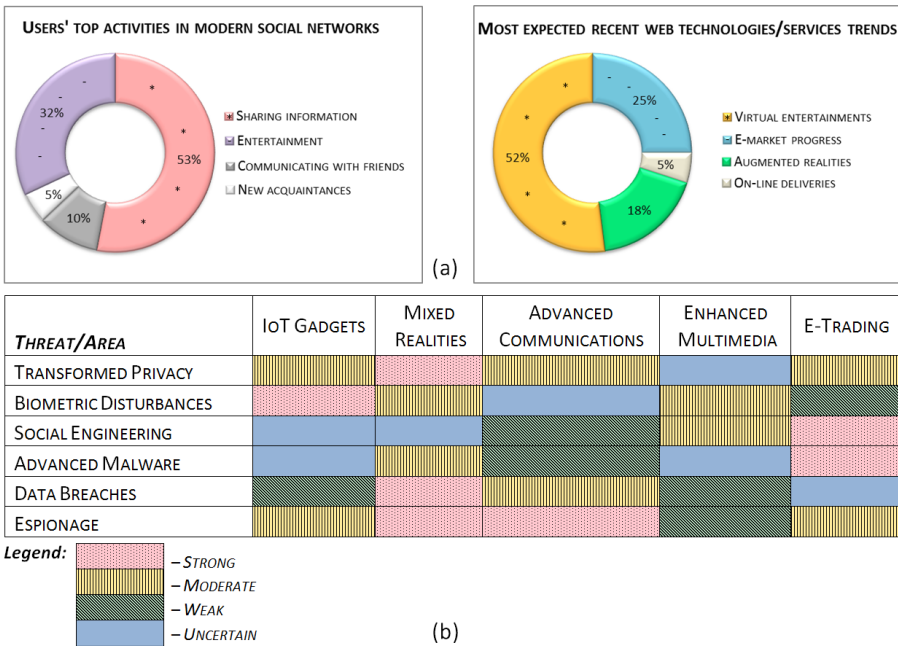 USERS' TOP ACTIVITIES IN MODERN SOCIAL NETWORKS
32%
53%
5%
10%
SHARING INFORMATION
ENTERTAINMENT
COMMUNICATING WITH FRIENDS
NEW ACQUAINTANCES
MOST EXPECTED RECENT WEB TECHNOLOGIES/SERVICES TRENDS
25%
52%
5%
18%
VIRTUAL ENTERTAINMENTS
E-MARKET PROGRESS
AUGMENTED REALITIES
ON-LINE DELIVERIES
(a)
THREAT/AREA
IOT GADGETS
MIXED
REALITIES
ADVANCED
COMMUNICATIONS
ENHANCED
MULTIMEDIA
E-TRADING
TRANSFORMED PRIVACY
BIOMETRIC DISTURBANCES
SOCIAL ENGINEERING
ADVANCED MALWARE
DATA BREACHES
ESPIONAGE
Legend:
– STRONG
– MODERATE
– WEAK
– UNCERTAIN
(b)